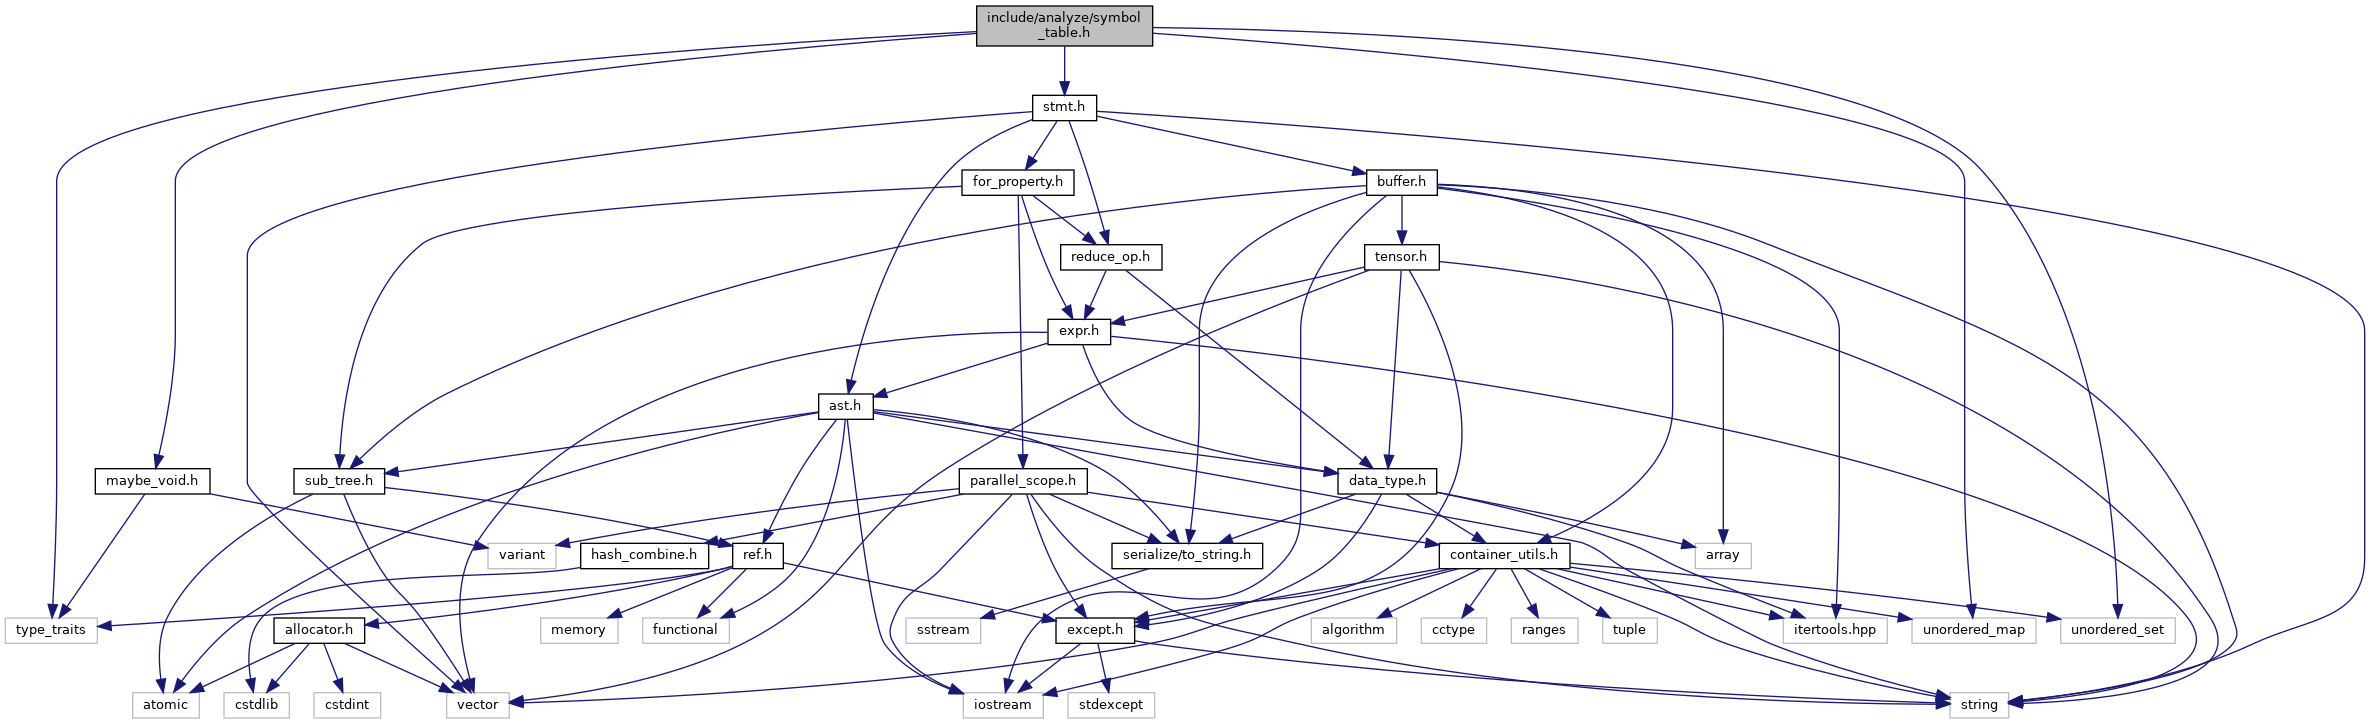 include/analyze/symbol
_table.h
stmt.h
for_property.h
buffer.h
reduce_op.h
tensor.h
expr.h
ast.h
maybe_void.h
sub_tree.h
parallel_scope.h
data_type.h
variant
hash_combine.h
ref.h
serialize/to_string.h
container_utils.h
array
type_traits
allocator.h
memory
functional
sstream
except.h
algorithm
cctype
ranges
tuple
itertools.hpp
unordered_map
unordered_set
atomic
cstdlib
cstdint
vector
iostream
stdexcept
string